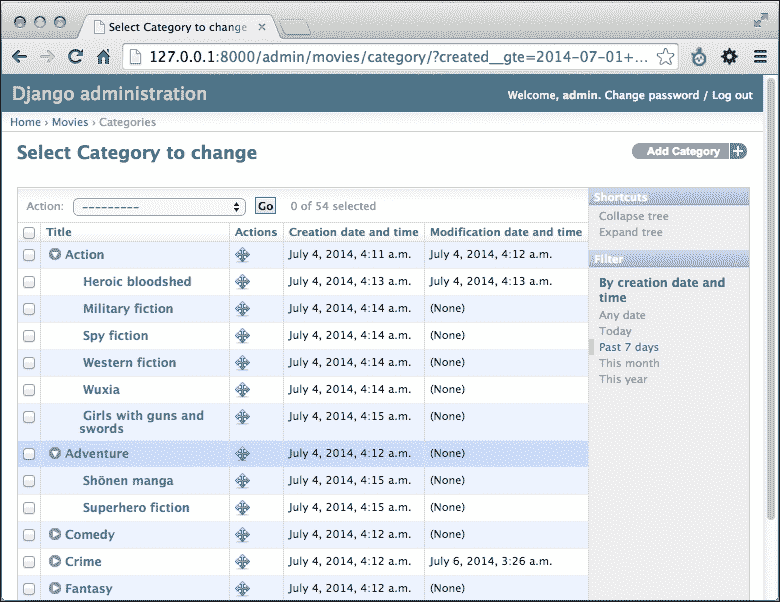 Select Category to change
127.0.0.1:8000/admin/movies/category/?created__gte=2014-07-01+...
Django administration
Welcome, admin. Change password / Log out
Home › Movies › Categories
Select Category to change
Add Category
Action: --------- Go 0 of 54 selected
Title Actions Creation date and time Modification date and time
Action July 4, 2014, 4:11 a.m. July 4, 2014, 4:12 a.m.
Heroic bloodshed July 4, 2014, 4:13 a.m. July 4, 2014, 4:13 a.m.
Military fiction July 4, 2014, 4:14 a.m. (None)
Spy fiction July 4, 2014, 4:14 a.m. (None)
Western fiction July 4, 2014, 4:14 a.m. (None)
Wuxia July 4, 2014, 4:14 a.m. (None)
Girls with guns and July 4, 2014, 4:15 a.m. (None)
swords
Adventure July 4, 2014, 4:12 a.m. (None)
Shōnen manga July 4, 2014, 4:15 a.m. (None)
Superhero fiction July 4, 2014, 4:12 a.m. (None)
Comedy July 4, 2014, 4:12 a.m. (None)
Crime July 4, 2014, 4:12 a.m. July 6, 2014, 3:26 a.m.
Fantasy July 4, 2014, 4:12 a.m. (None)
Shortcuts
Collapse tree
Expand tree
Filter
By creation date and
time
Any date
Today
Past 7 days
This month
This year